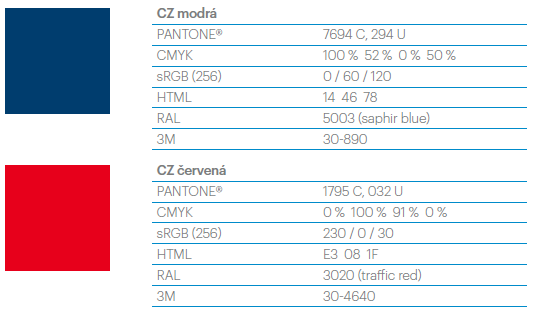 CZ modrá
PANTONE® 7694 C, 294 U
CMYK 100 % 52 % 0 % 50 %
sRGB (256) 0 / 60 / 120
HTML 14 46 78
RAL 5003 (saphir blue)
3M 30-890
CZ červená
PANTONE® 1795 C, 032 U
CMYK 0 % 100 % 91 % 0 %
sRGB (256) 230 / 0 / 30
HTML E3 08 1F
RAL 3020 (traffic red)
3M 30-4640